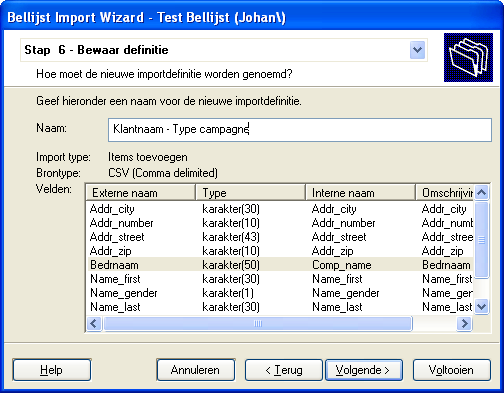 Bellijst Import Wizard - Test Bellijst (Johan\)
Stap 6 - Bewaar definitie
Hoe moet de nieuwe importdefinitie worden genoemd?
Geef hieronder een naam voor de nieuwe importdefinitie.
Naam: Klantnaam - Type campagne
Import type: Items toevoegen
Brontype: CSV (Comma delimited)
Velden: Externe naam Type Interne naam Omschrijvin
Addr_city karakter(30) Addr_city Addr_city
Addr_number karakter(10) Addr_number Addr_number
Addr_street karakter(43) Addr_street Addr_street
Addr_zip karakter(10) Addr_zip Addr_zip
Bedrnaam karakter(50) Comp_name Bedrnaam
Name_first karakter(30) Name_first Name_first
Name_gender karakter(1) Name_gender Name_gender
Name_last karakter(30) Name_last Name_last
Help Annuleren < Terug Volgende > Voltooien